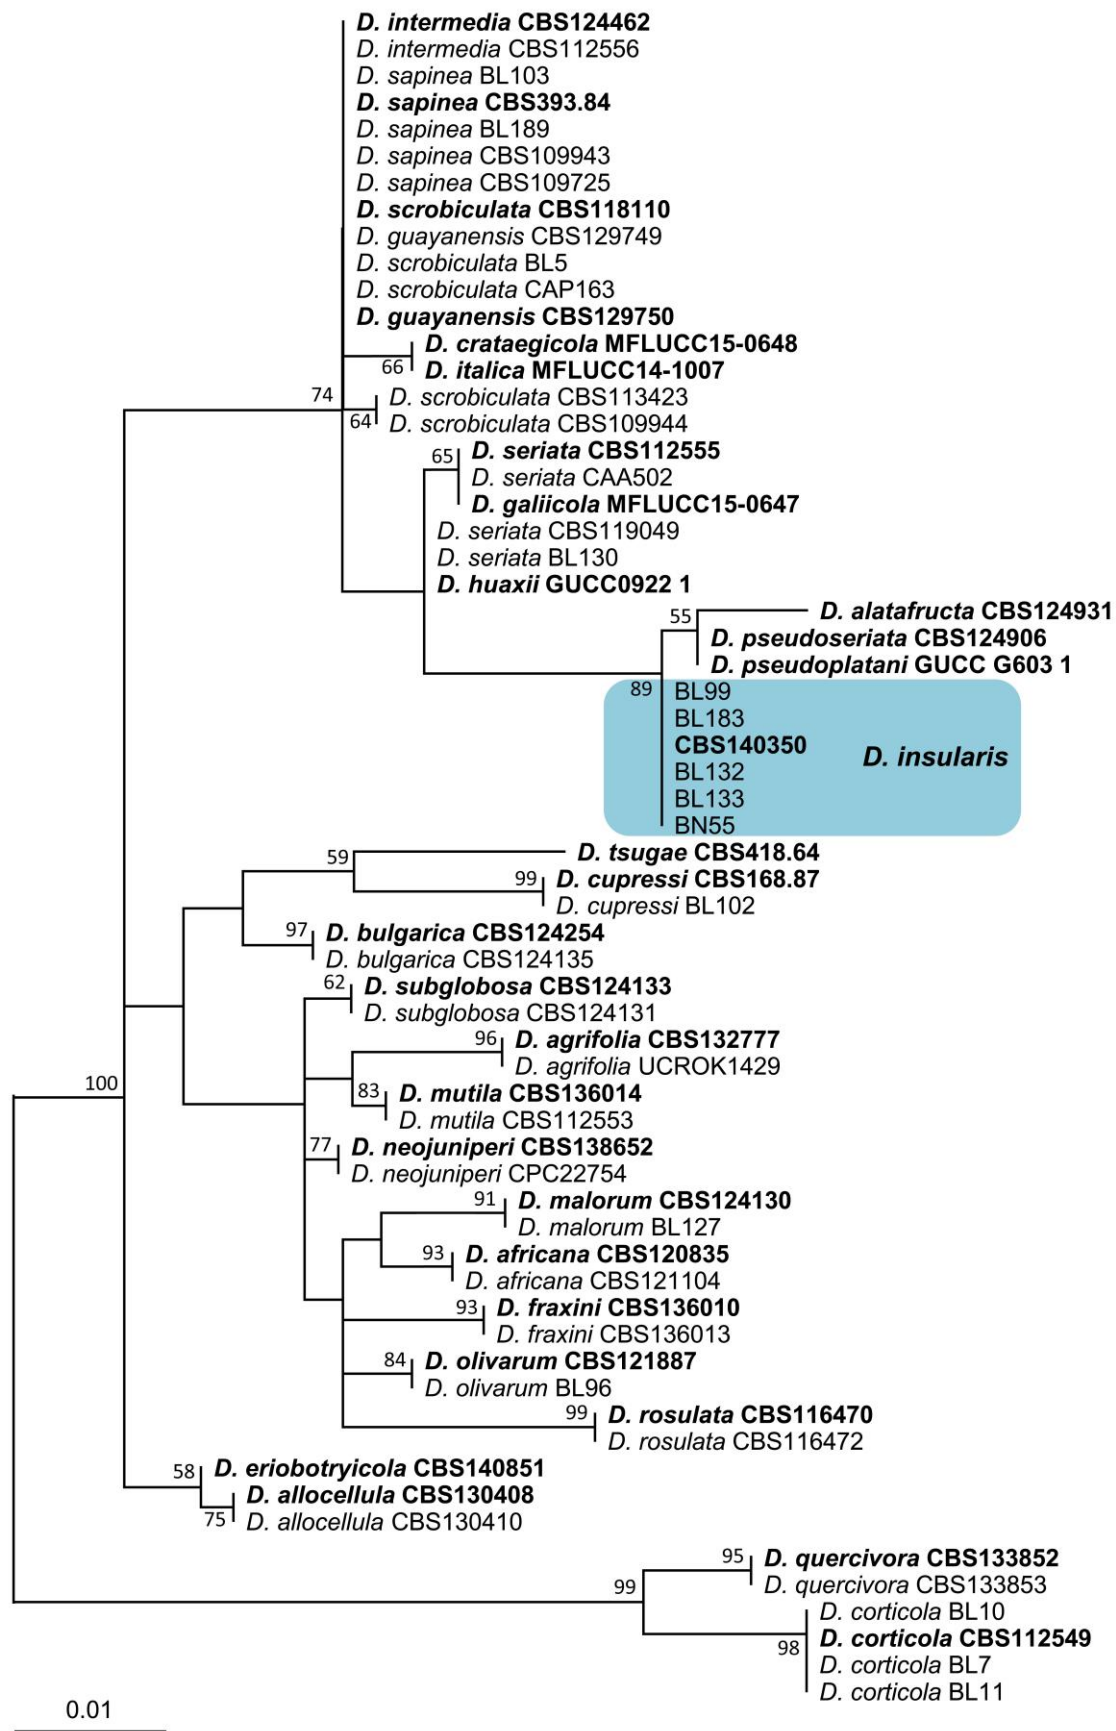 D. intermedia CBS124462
D. intermedia CBS112556
D. sapinea BL103
D. sapinea CBS393.84
D. sapinea BL189
D. sapinea CBS109943
D. sapinea CBS109725
D. scrobiculata CBS118110
D. guayanensis CBS129749
D. scrobiculata BL5
D. scrobiculata CAP163
D. guayanensis CBS129750
D. crataegicola MFLUCC15-0648
66
D. italica MFLUCC14-1007
74
D. scrobiculata CBS113423
64
D. scrobiculata CBS109944
65
D. seriata CBS112555
D. seriata CAA502
D. galiicola MFLUCC15-0647
D. seriata CBS119049
D. seriata BL130
D. huaxii GUCC0922 1
55
D. alatafructa CBS124931
D. pseudoseriata CBS124906
D. pseudoplatani GUCC G603 1
89
BL99
BL183
CBS140350
D. insularis
BL132
BL133
BN55
59
D. tsugae CBS418.64
99
D. cupressi CBS168.87
D. cupressi BL102
97
D. bulgarica CBS124254
D. bulgarica CBS124135
62
D. subglobosa CBS124133
D. subglobosa CBS124131
96
D. agrifolia CBS132777
D. agrifolia UCROK1429
100
83
D. mutila CBS136014
D. mutila CBS112553
77
D. neojuniperi CBS138652
D. neojuniperi CPC22754
91
D. malorum CBS124130
D. malorum BL127
93
D. africana CBS120835
D. africana CBS121104
93
D. fraxini CBS136010
D. fraxini CBS136013
84
D. olivarum CBS121887
D. olivarum BL96
99
D. rosulata CBS116470
D. rosulata CBS116472
58
D. eriobotryicola CBS140851
D. allocellula CBS130408
75
D. allocellula CBS130410
95
D. quercivora CBS133852
99
D. quercivora CBS133853
D. corticola BL10
D. corticola CBS112549
98
D. corticola BL7
D. corticola BL11
0.01